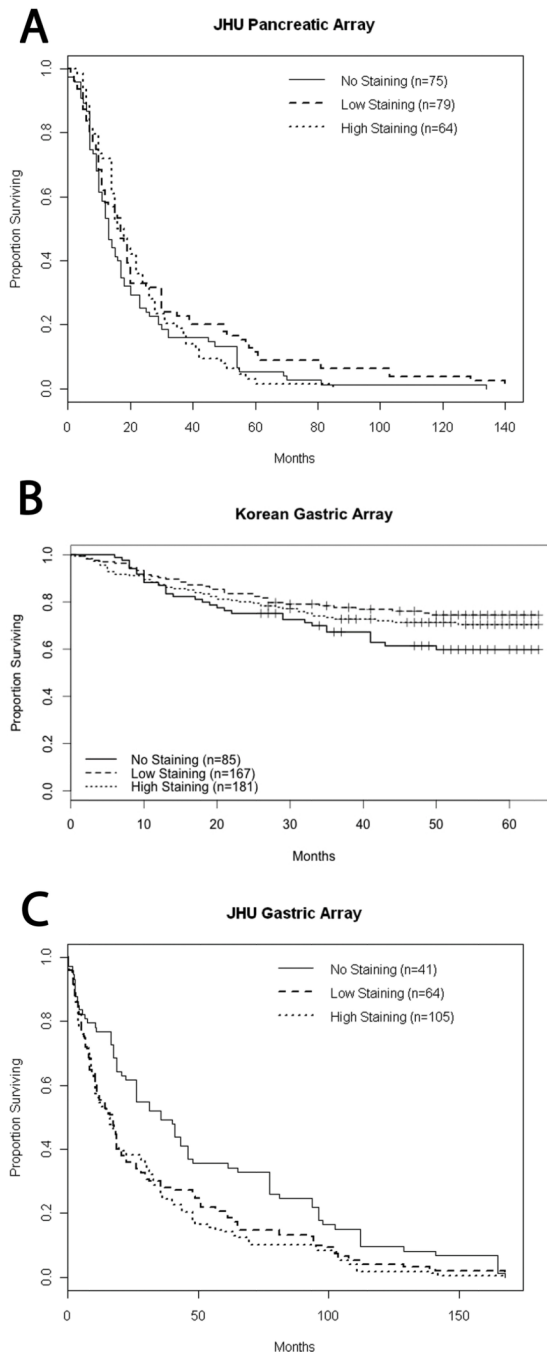 A
JHU Pancreatic Array
No Staining (n=75)
Low Staining (n=79)
High Staining (n=64)
Proportion Surviving
1.0
0.8
0.6
0.4
0.2
0.0
0 20 40 60 80 100 120 140
Months
B
Korean Gastric Array
Proportion Surviving
1.0
0.8
0.6
0.4
0.2
0.0
No Staining (n=85)
Low Staining (n=167)
High Staining (n=181)
0 10 20 30 40 50 60
Months
C
JHU Gastric Array
No Staining (n=41)
Low Staining (n=64)
High Staining (n=105)
Proportion Surviving
1.0
0.8
0.6
0.4
0.2
0.0
0 50 100 150
Months